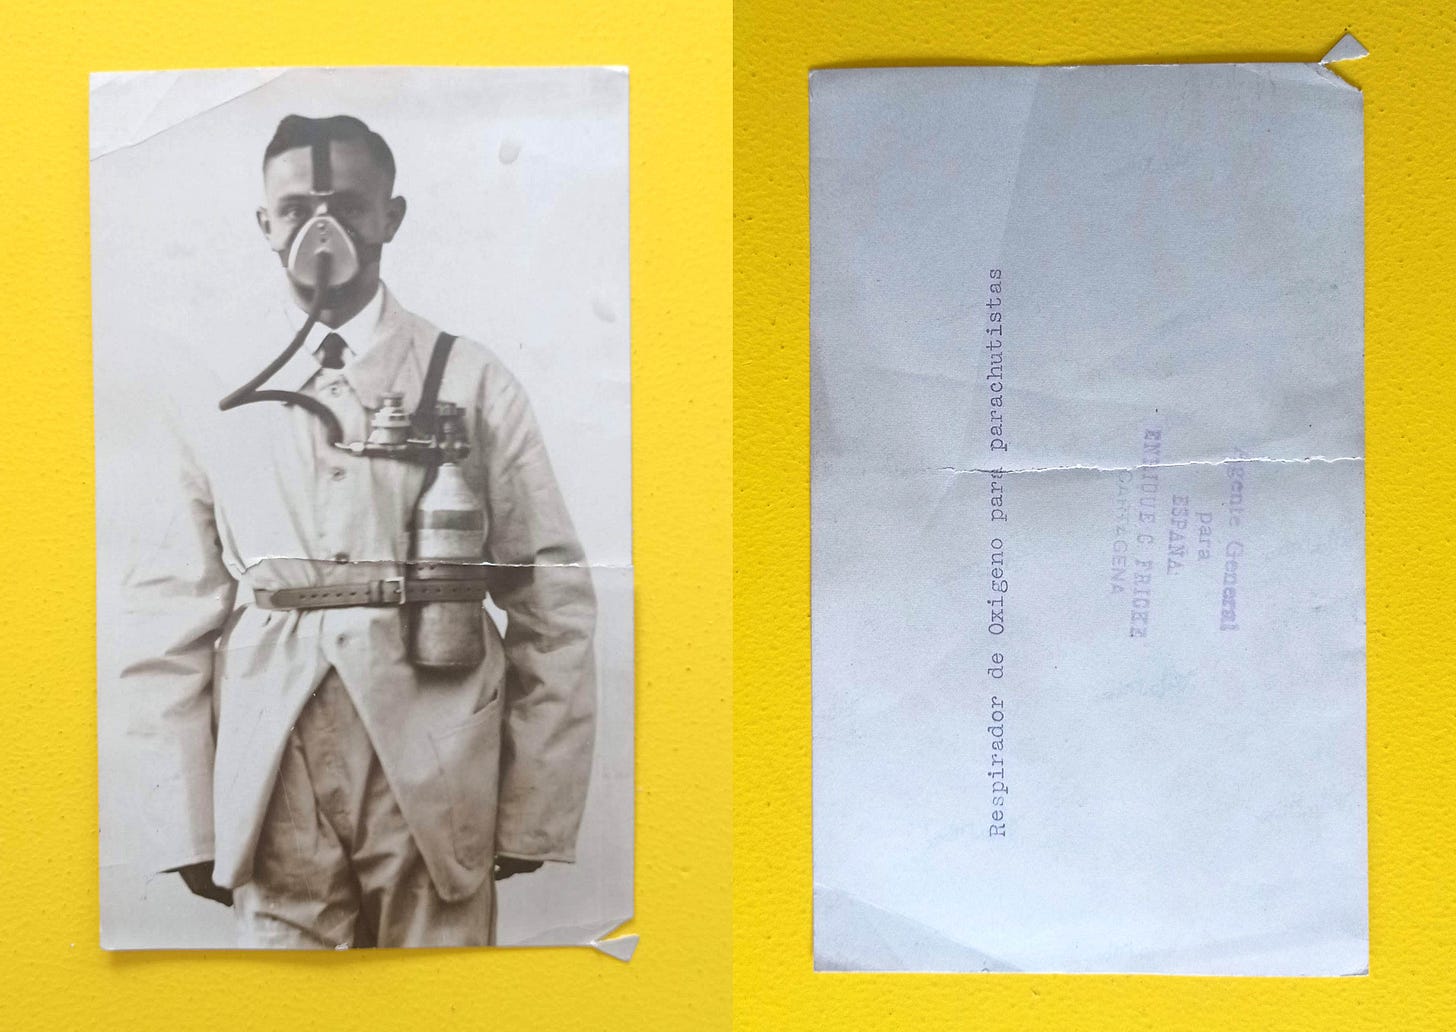 Respirador de Oxigeno para parachutistas
Agente General
para
ESPAÑA
ENRIQUE C FRICKE
CARTAGENA